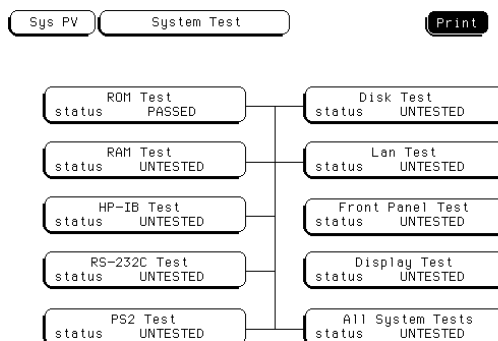 Sys PV System Test Print
ROM Test
status PASSED
Disk Test
status UNTESTED
RAM Test
status UNTESTED
Lan Test
status UNTESTED
HP-IB Test
status UNTESTED
Front Panel Test
status UNTESTED
RS-232C Test
status UNTESTED
Display Test
status UNTESTED
PS2 Test
status UNTESTED
All System Tests
status UNTESTED